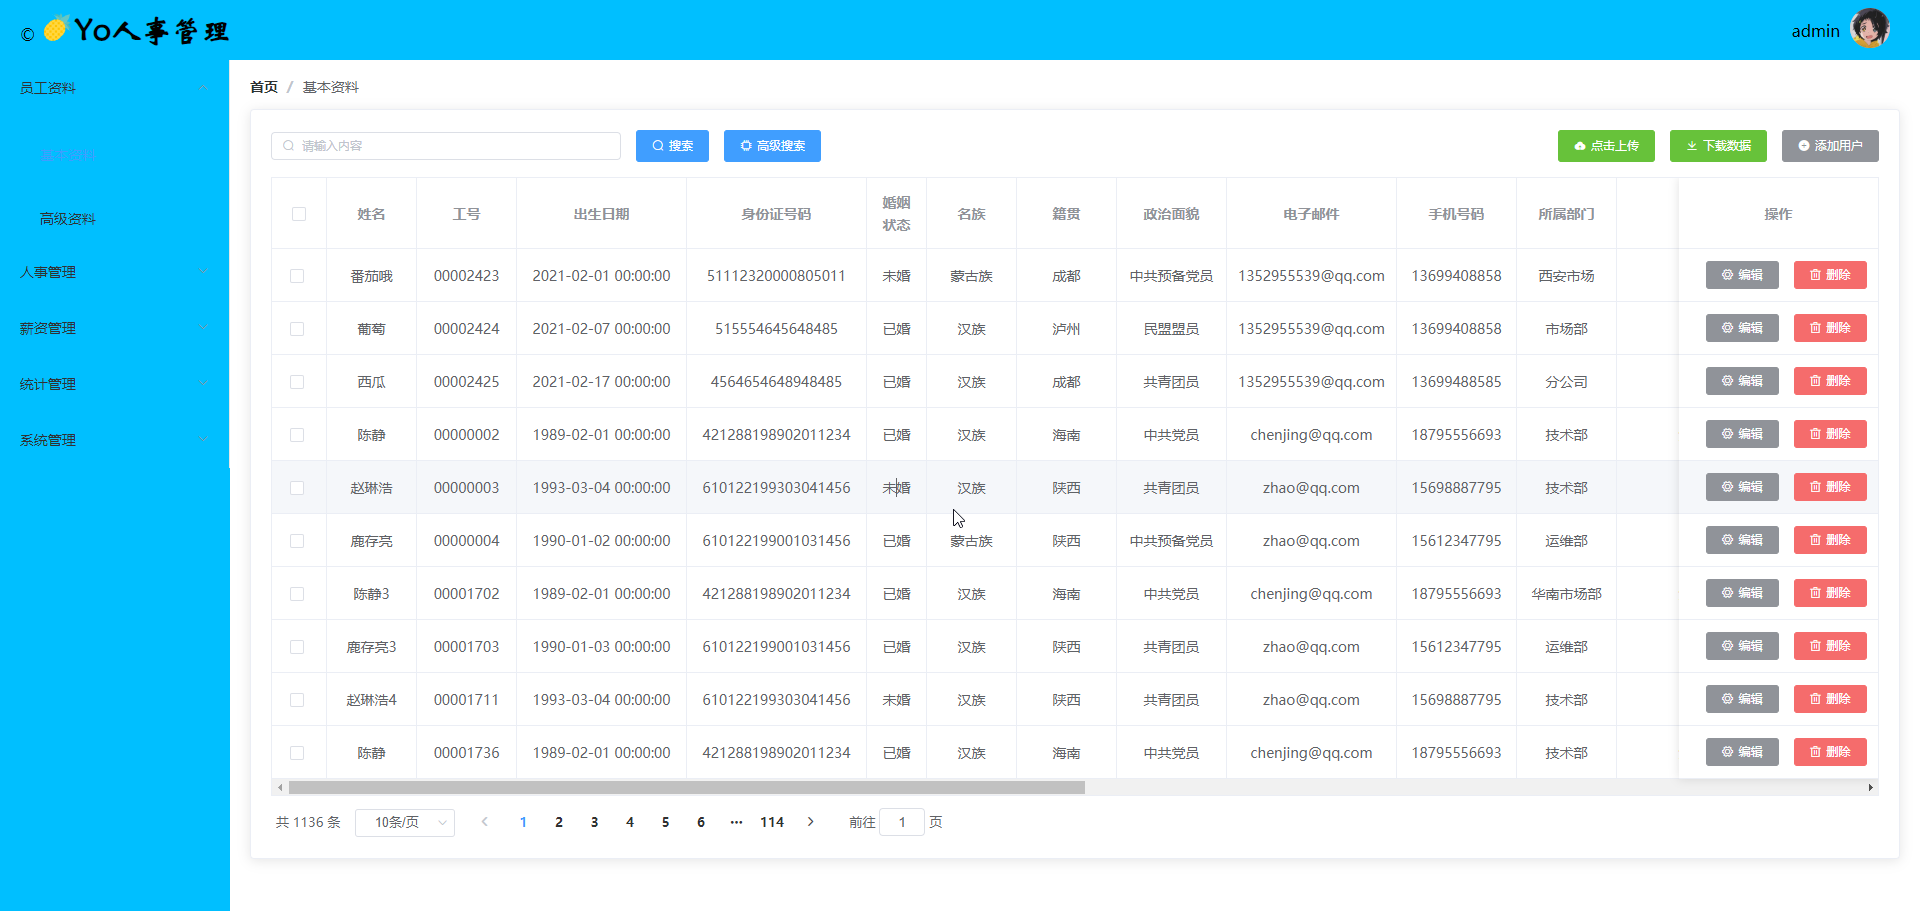 © Yo人事管理
admin
员工资料
基本资料
高级资料
人事管理
薪资管理
统计管理
系统管理
首页 / 基本资料
请输入内容 搜索 高级搜索 点击上传 下载数据 添加用户
姓名 工号 出生日期 身份证号码 婚姻状态 名族 籍贯 政治面貌 电子邮件 手机号码 所属部门 操作
番茄哦 00002423 2021-02-01 00:00:00 51112320000805011 未婚 蒙古族 成都 中共预备党员 1352955539@qq.com 13699408858 西安市场 编辑 删除
葡萄 00002424 2021-02-07 00:00:00 515554645648485 已婚 汉族 泸州 民盟盟员 1352955539@qq.com 13699408858 市场部 编辑 删除
西瓜 00002425 2021-02-17 00:00:00 4564654648948485 已婚 汉族 成都 共青团员 1352955539@qq.com 13699488585 分公司 编辑 删除
陈静 00000002 1989-02-01 00:00:00 421288198902011234 已婚 汉族 海南 中共党员 chenjing@qq.com 18795556693 技术部 编辑 删除
赵琳浩 00000003 1993-03-04 00:00:00 610122199303041456 未婚 汉族 陕西 共青团员 zhao@qq.com 15698887795 技术部 编辑 删除
鹿存亮 00000004 1990-01-02 00:00:00 610122199001031456 已婚 蒙古族 陕西 中共预备党员 zhao@qq.com 15612347795 运维部 编辑 删除
陈静3 00001702 1989-02-01 00:00:00 421288198902011234 已婚 汉族 海南 中共党员 chenjing@qq.com 18795556693 华南市场部 编辑 删除
鹿存亮3 00001703 1990-01-03 00:00:00 610122199001031456 已婚 汉族 陕西 共青团员 zhao@qq.com 15612347795 运维部 编辑 删除
赵琳浩4 00001711 1993-03-04 00:00:00 610122199303041456 未婚 汉族 陕西 共青团员 zhao@qq.com 15698887795 技术部 编辑 删除
陈静 00001736 1989-02-01 00:00:00 421288198902011234 已婚 汉族 海南 中共党员 chenjing@qq.com 18795556693 技术部 编辑 删除
共 1136 条 10条/页 1 2 3 4 5 6 ··· 114 前往 1 页